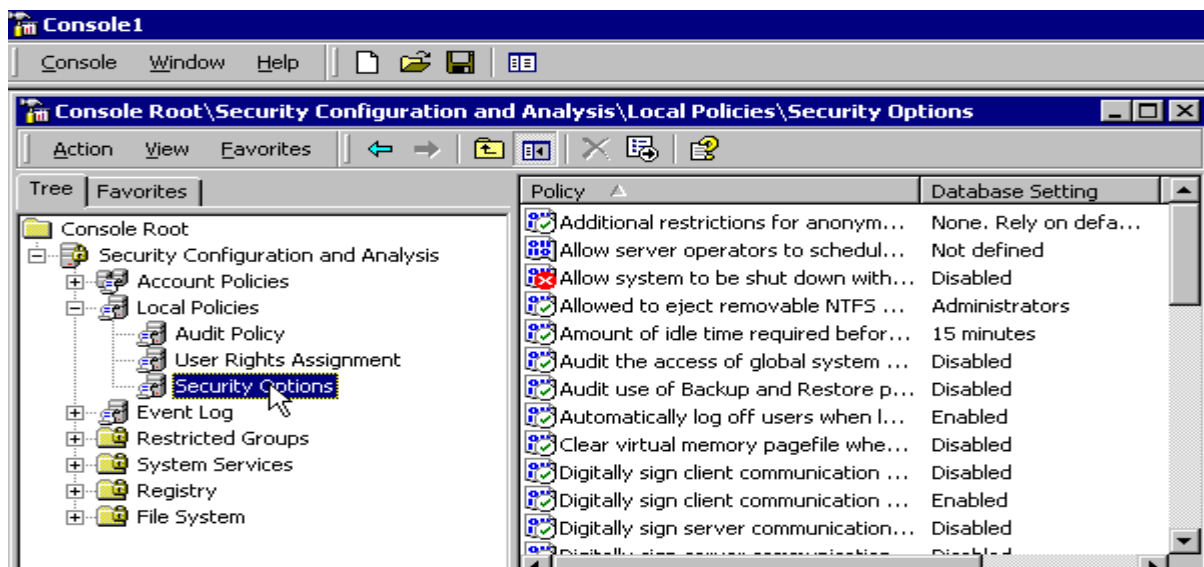 Console1
Console Window Help
Console Root\Security Configuration and Analysis\Local Policies\Security Options
Action View Favorites
Tree Favorites
Console Root
Security Configuration and Analysis
Account Policies
Local Policies
Audit Policy
User Rights Assignment
Security Options
Event Log
Restricted Groups
System Services
Registry
File System
Policy Database Setting
Additional restrictions for anonym... None. Rely on defa...
Allow server operators to schedul... Not defined
Allow system to be shut down with... Disabled
Allowed to eject removable NTFS ... Administrators
Amount of idle time required befor... 15 minutes
Audit the access of global system ... Disabled
Audit use of Backup and Restore p... Disabled
Automatically log off users when l... Enabled
Clear virtual memory pagefile whe... Disabled
Digitally sign client communication ... Disabled
Digitally sign client communication ... Enabled
Digitally sign server communication... Disabled
Digitally sign server communication... Disabled